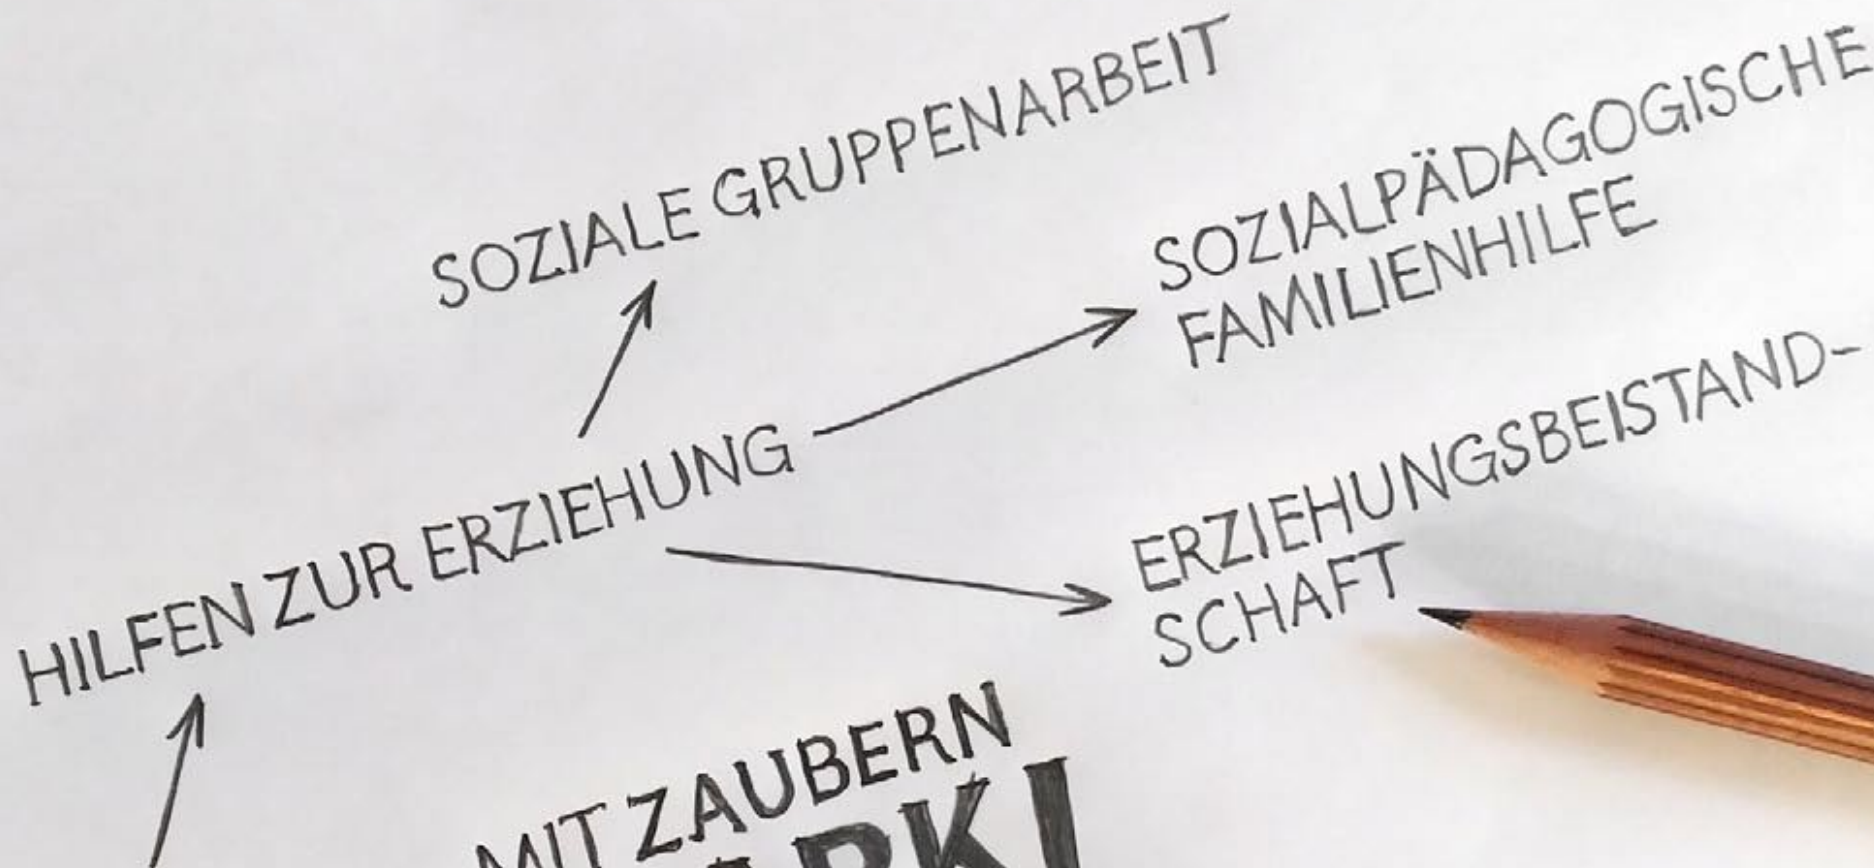 SOZIALE GRUPPENARBEIT
SOZIALPÄDAGOGISCHE
FAMILIENHILFE
HILFEN ZUR ERZIEHUNG
ERZIEHUNGSBEISTAND-
SCHAFT
MIT ZAUBERN